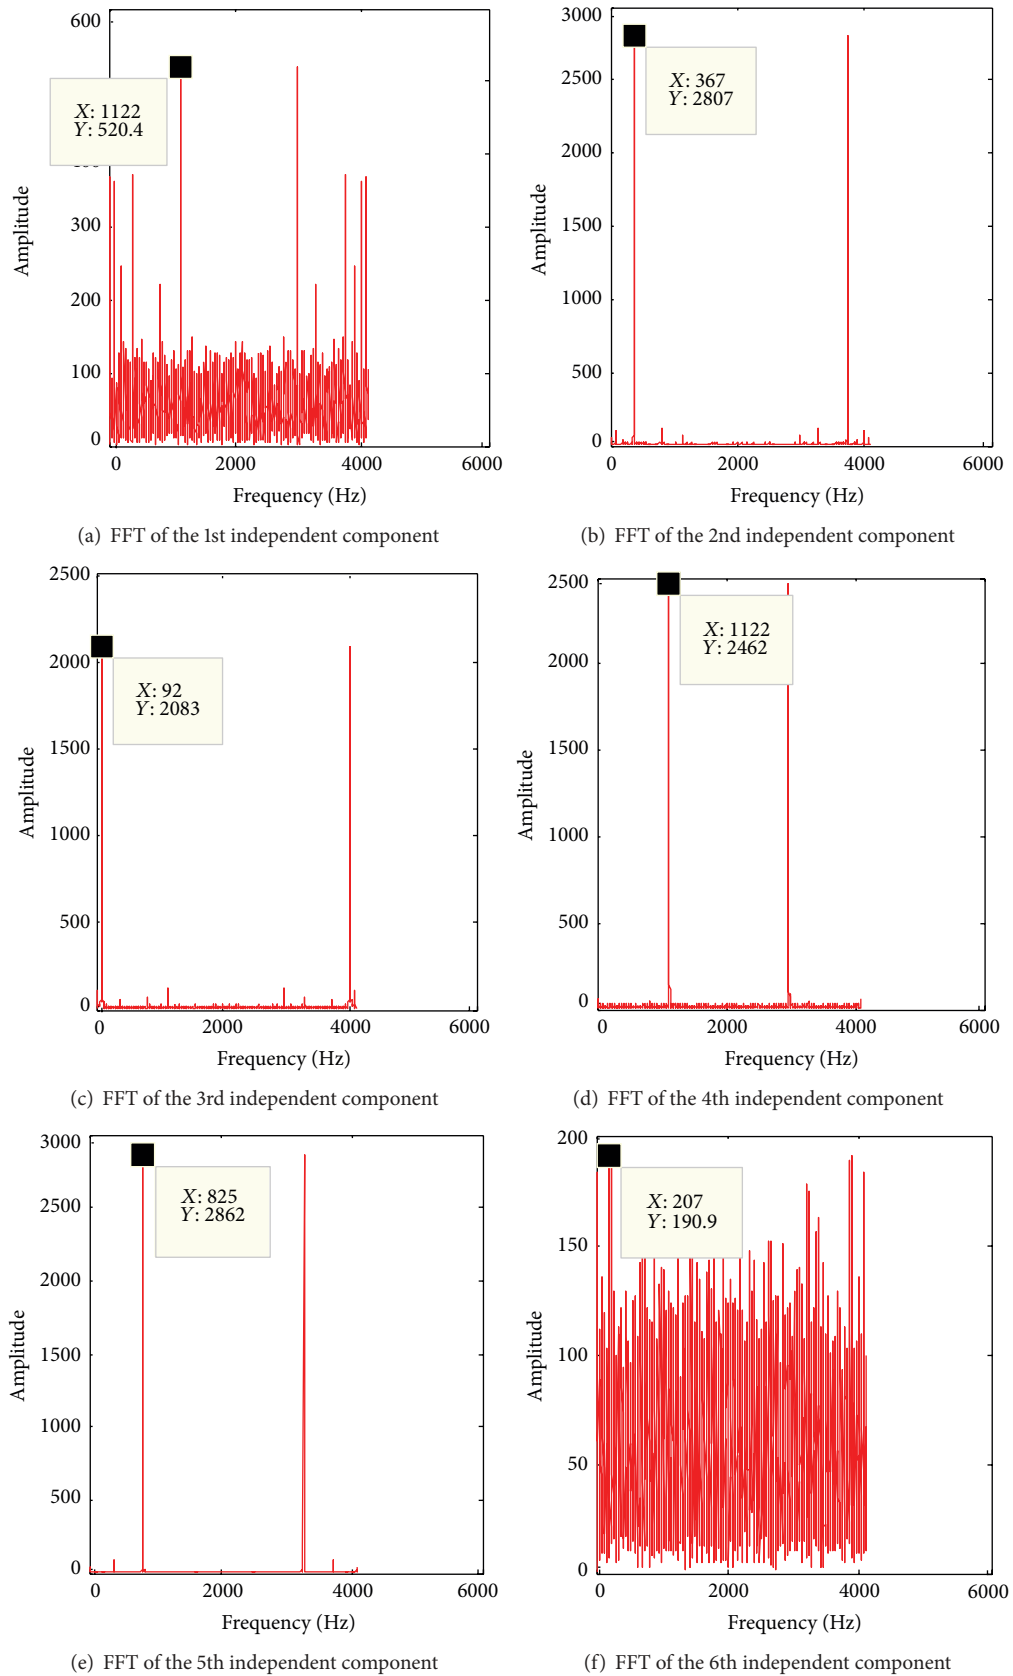 600
X: 1122
Y: 520.4
300
200
100
0
Amplitude
0 2000 4000 6000
Frequency (Hz)
(a) FFT of the 1st independent component
3000
2500
2000
1500
1000
500
0
X: 367
Y: 2807
Amplitude
0 2000 4000 6000
Frequency (Hz)
(b) FFT of the 2nd independent component
2500
2000
1500
1000
500
0
X: 92
Y: 2083
Amplitude
0 2000 4000 6000
Frequency (Hz)
(c) FFT of the 3rd independent component
2500
2000
1500
1000
500
0
X: 1122
Y: 2462
Amplitude
0 2000 4000 6000
Frequency (Hz)
(d) FFT of the 4th independent component
3000
2500
2000
1500
1000
500
0
X: 825
Y: 2862
Amplitude
0 2000 4000 6000
Frequency (Hz)
(e) FFT of the 5th independent component
200
150
100
50
0
X: 207
Y: 190.9
Amplitude
0 2000 4000 6000
Frequency (Hz)
(f) FFT of the 6th independent component